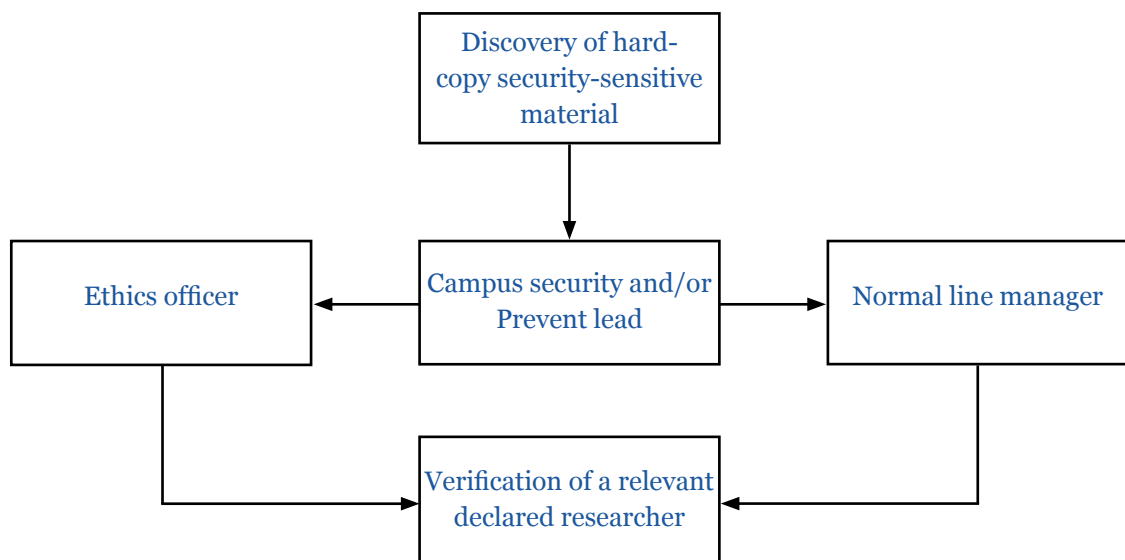 Discovery of hard-
copy security-sensitive
material
Ethics officer
Campus security and/or
Prevent lead
Normal line manager
Verification of a relevant
declared researcher